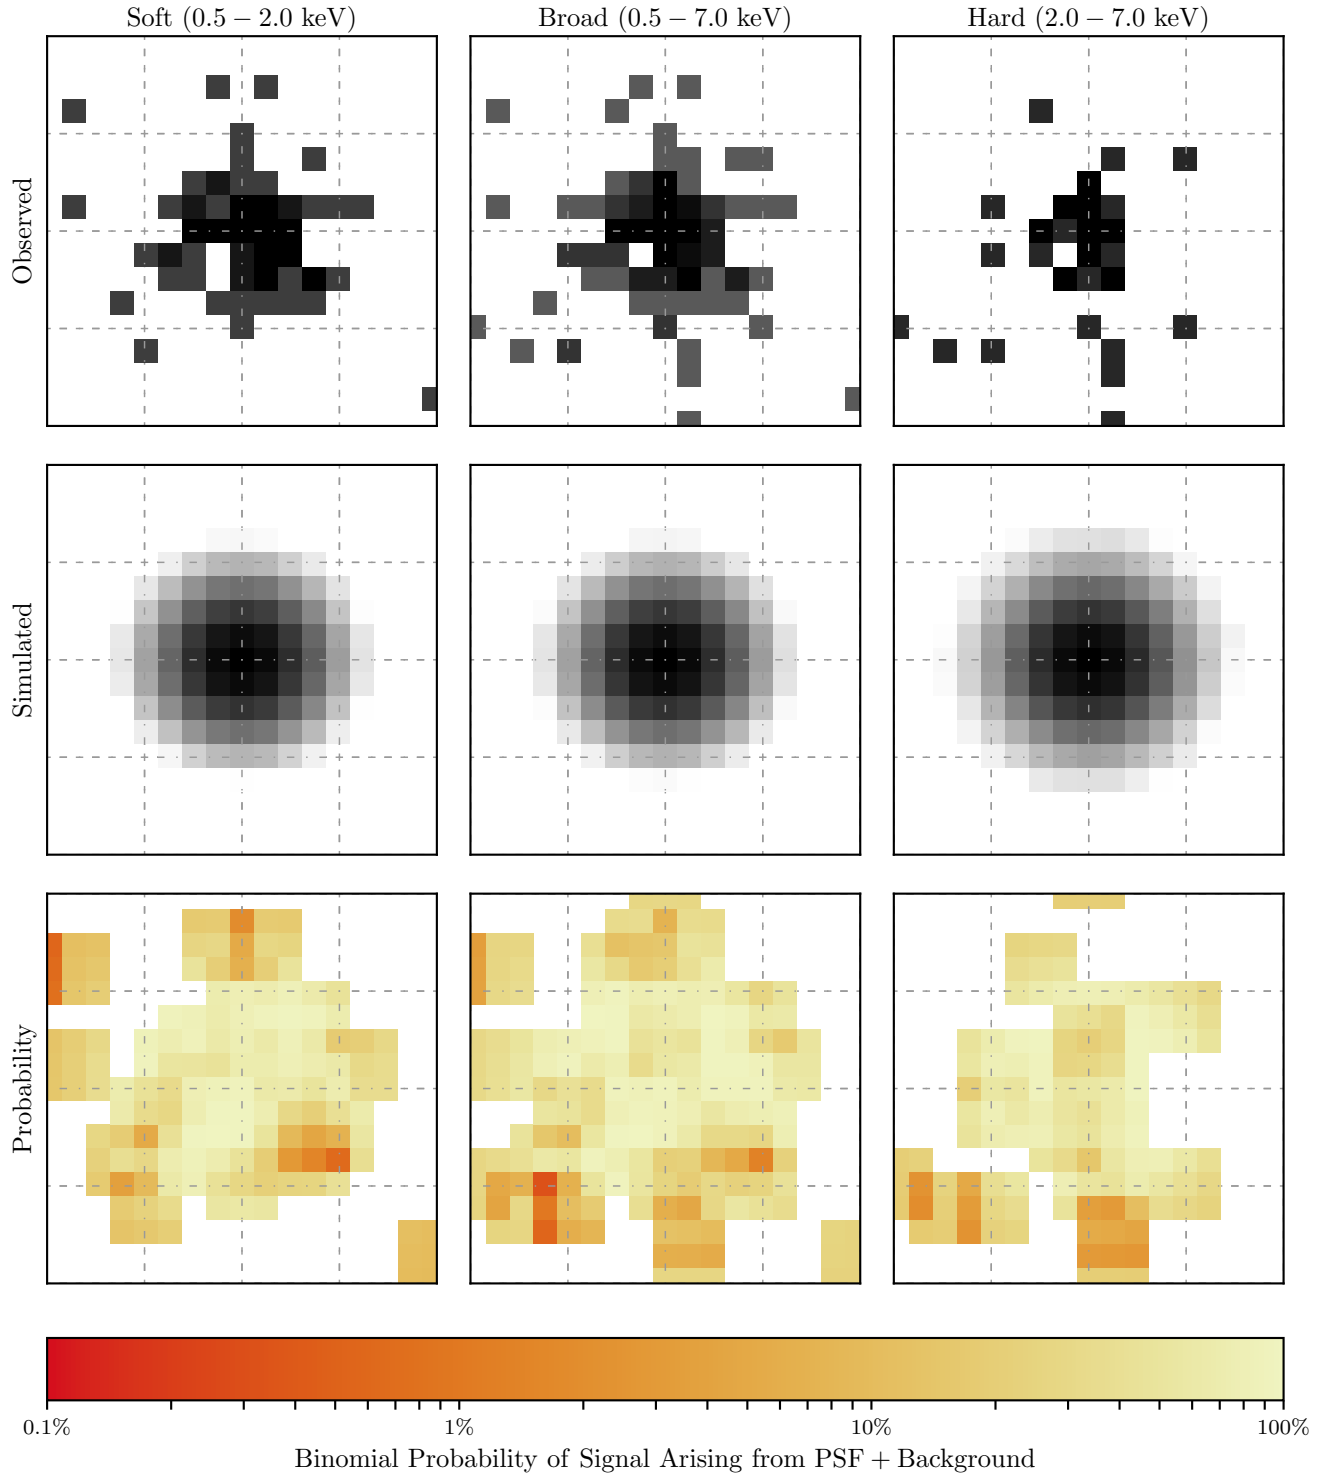 Soft (0.5 − 2.0 keV)
Broad (0.5 − 7.0 keV)
Hard (2.0 − 7.0 keV)
Observed
Simulated
Probability
0.1%
1%
10%
100%
Binomial Probability of Signal Arising from PSF + Background